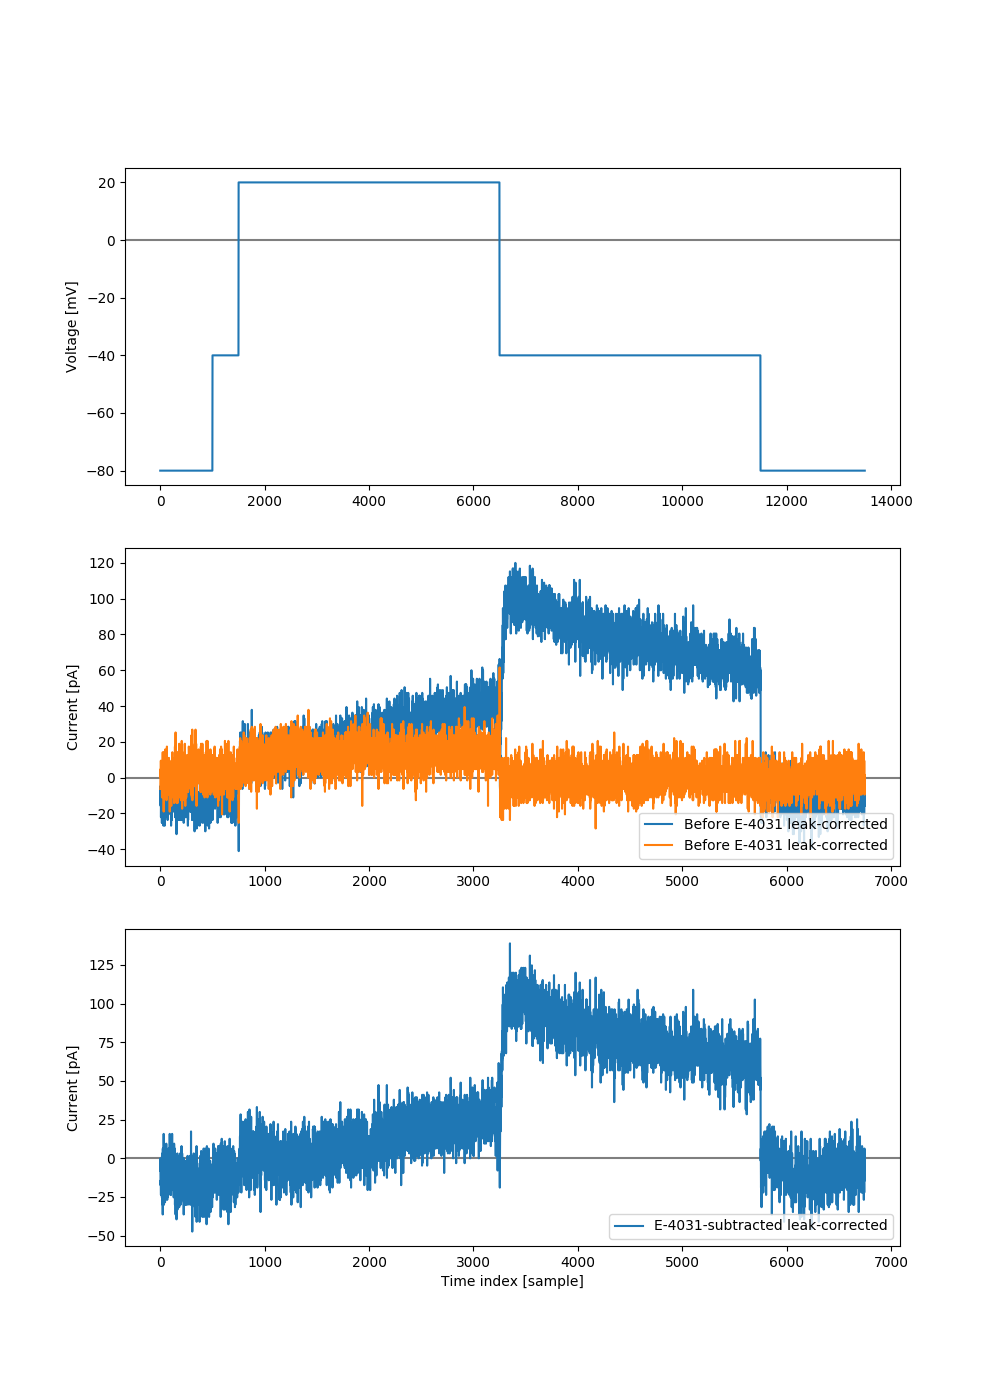 Voltage [mV]
20
0
−20
−40
−60
−80
0 2000 4000 6000 8000 10000 12000 14000
Current [pA]
120
100
80
60
40
20
0
−20
−40
Before E-4031 leak-corrected
Before E-4031 leak-corrected
0 1000 2000 3000 4000 5000 6000 7000
Current [pA]
125
100
75
50
25
0
−25
−50
E-4031-subtracted leak-corrected
0 1000 2000 3000 4000 5000 6000 7000
Time index [sample]